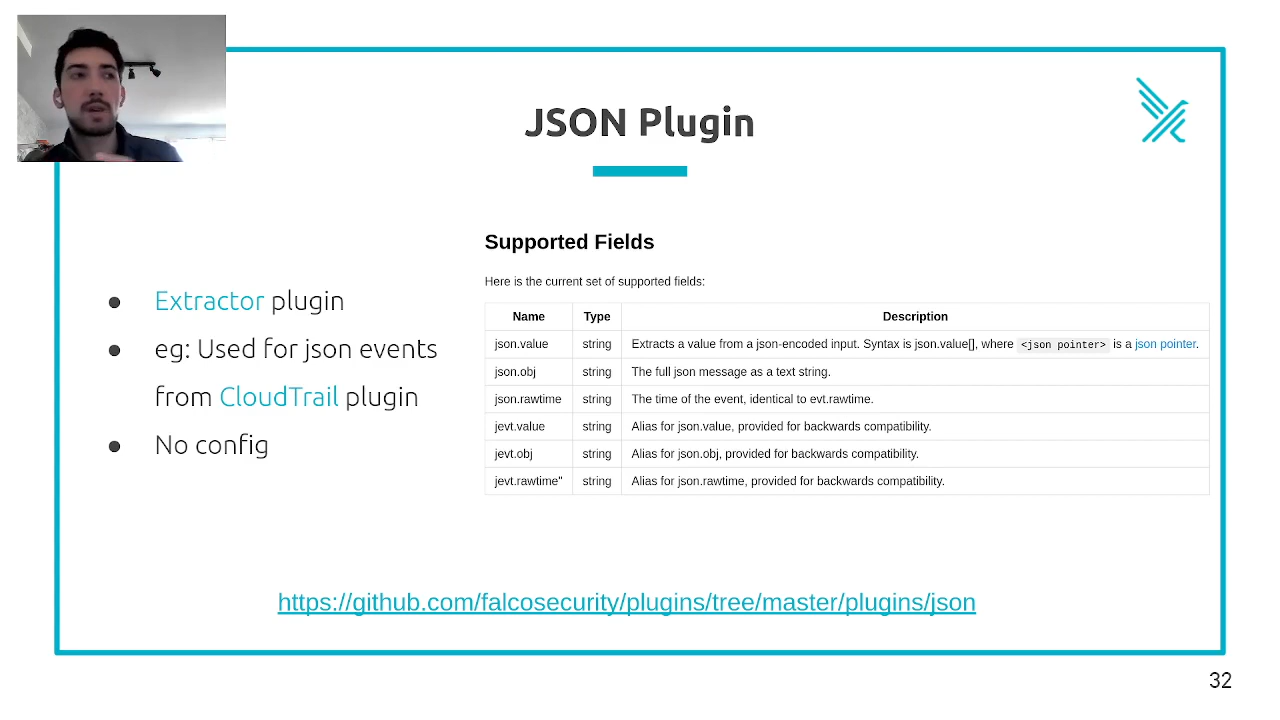 JSON Plugin
● Extractor plugin
● eg: Used for json events
from CloudTrail plugin
● No config
Supported Fields
Here is the current set of supported fields:
Name Type Description
json.value string Extracts a value from a json-encoded input. Syntax is json.value[], where <json pointer> is a json pointer.
json.obj string The full json message as a text string.
json.rawtime string The time of the event, identical to evt.rawtime.
jevt.value string Alias for json.value, provided for backwards compatibility.
jevt.obj string Alias for json.obj, provided for backwards compatibility.
jevt.rawtime" string Alias for json.rawtime, provided for backwards compatibility.
https://github.com/falcosecurity/plugins/tree/master/plugins/json
32